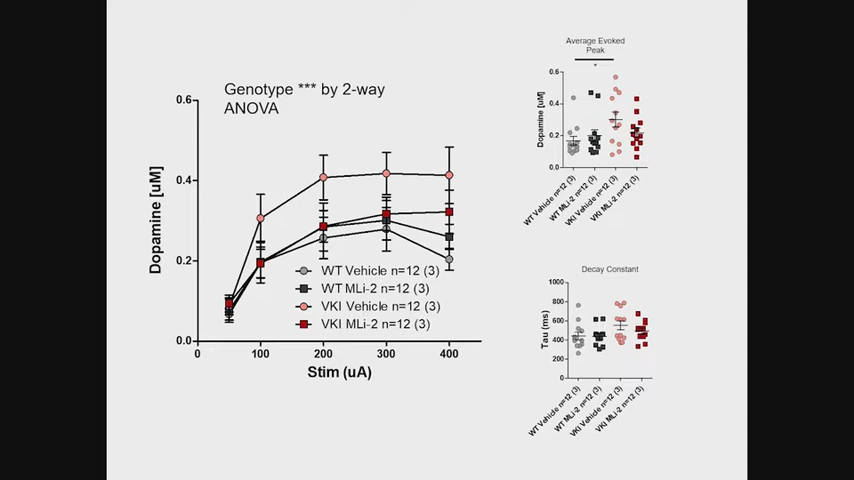 Genotype *** by 2-way
ANOVA
0.6
0.4
0.2
0.0
Dopamine [uM]
0
100
200
300
400
Stim (uA)
WT Vehicle n=12 (3)
WT MLi-2 n=12 (3)
VKI Vehicle n=12 (3)
VKI MLi-2 n=12 (3)
Average Evoked
Peak
*
0.6
0.4
0.2
0.0
Dopamine [uM]
WT Vehicle n=12 (3)
WT MLi-2 n=12 (3)
VKI Vehicle n=12 (3)
VKI MLi-2 n=12 (3)
Decay Constant
1000
800
600
400
200
0
Tau (ms)
WT Vehicle n=12 (3)
WT MLi-2 n=12 (3)
VKI Vehicle n=12 (3)
VKI MLi-2 n=12 (3)